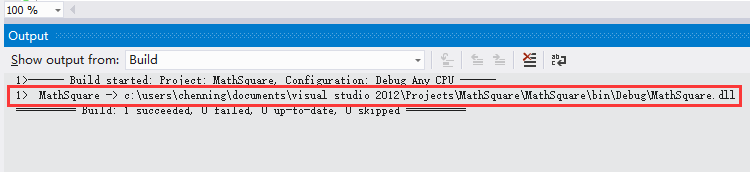 100 %
Output
Show output from: Build
1>------ Build started: Project: MathSquare, Configuration: Debug Any CPU ------
1>  MathSquare -> c:\users\chenning\documents\visual studio 2012\Projects\MathSquare\MathSquare\bin\Debug\MathSquare.dll
========== Build: 1 succeeded, 0 failed, 0 up-to-date, 0 skipped ==========